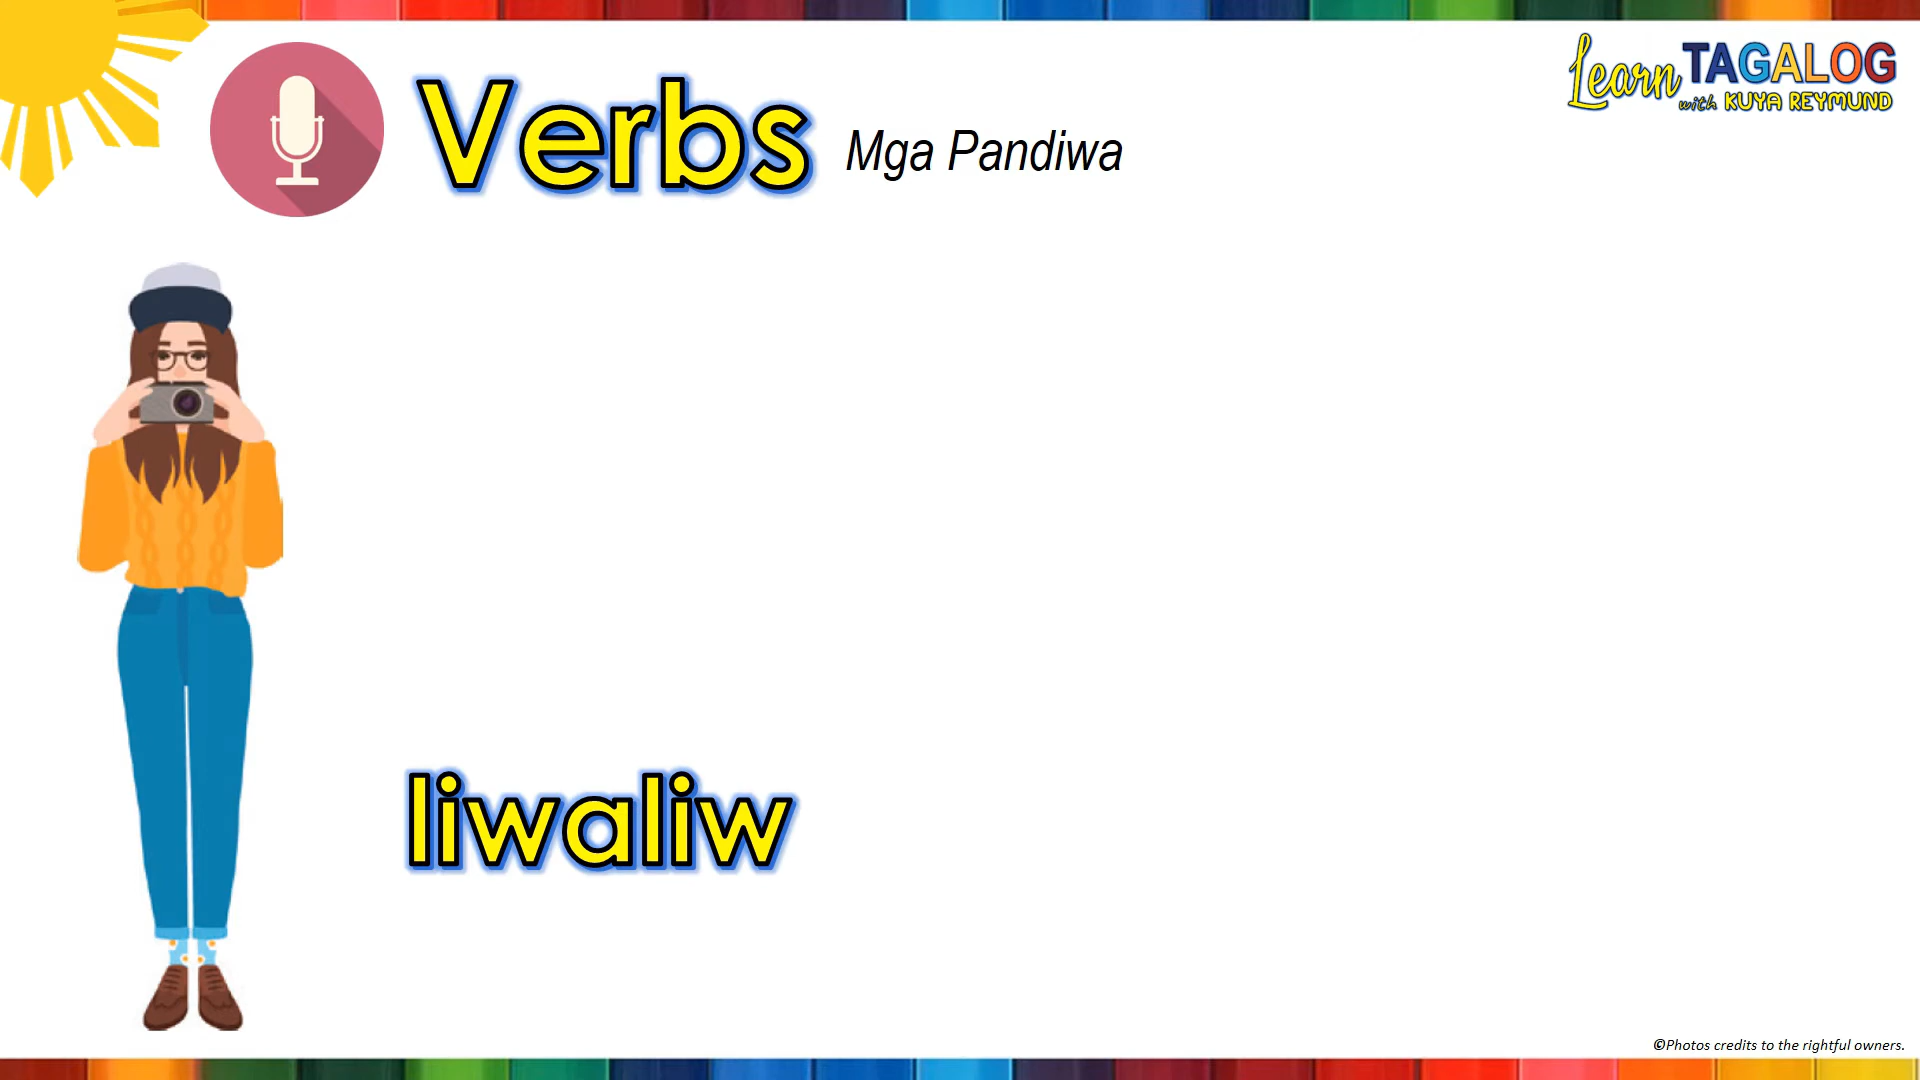 Learn TAGALOG
with KUYA REYMUND
Verbs Mga Pandiwa
liwaliw
©Photos credits to the rightful owners.